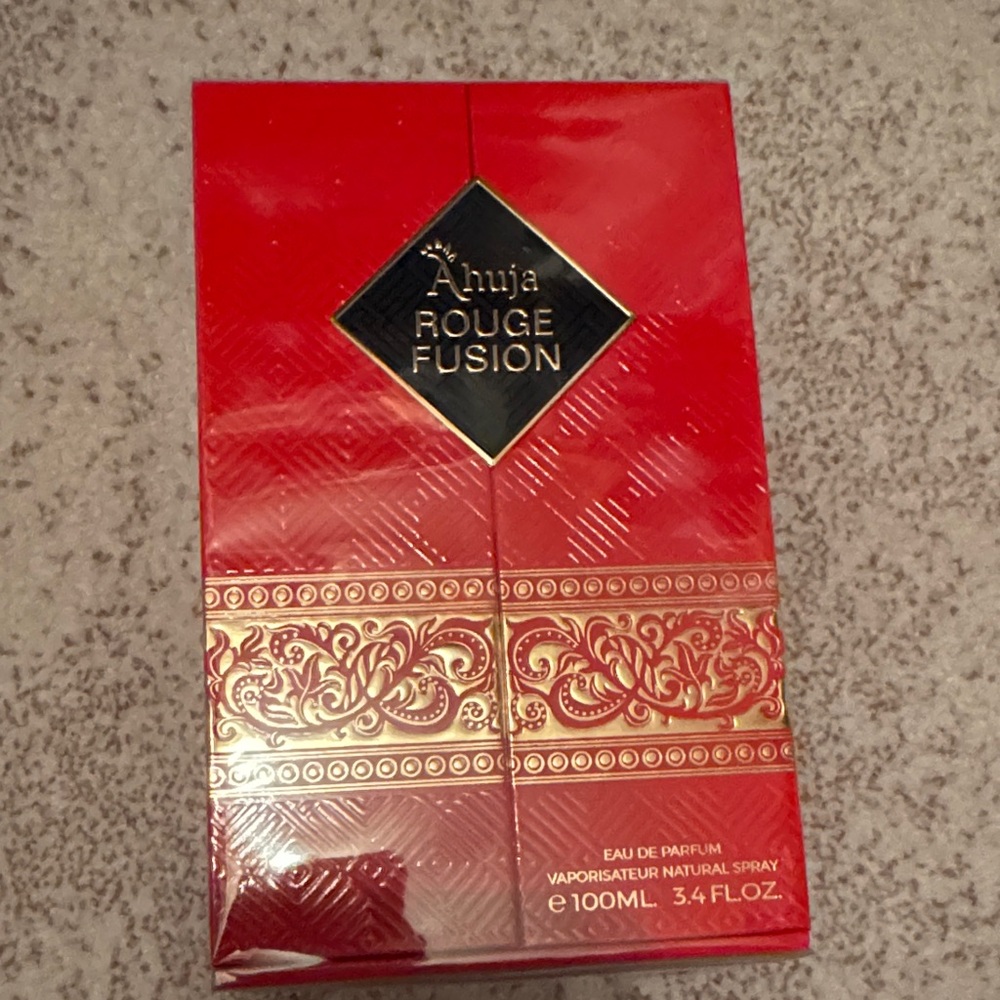 Ahuja
ROUGE
FUSION
EAU DE PARFUM
VAPORISATEUR NATURAL SPRAY
e 100ML. 3.4 FL.OZ.